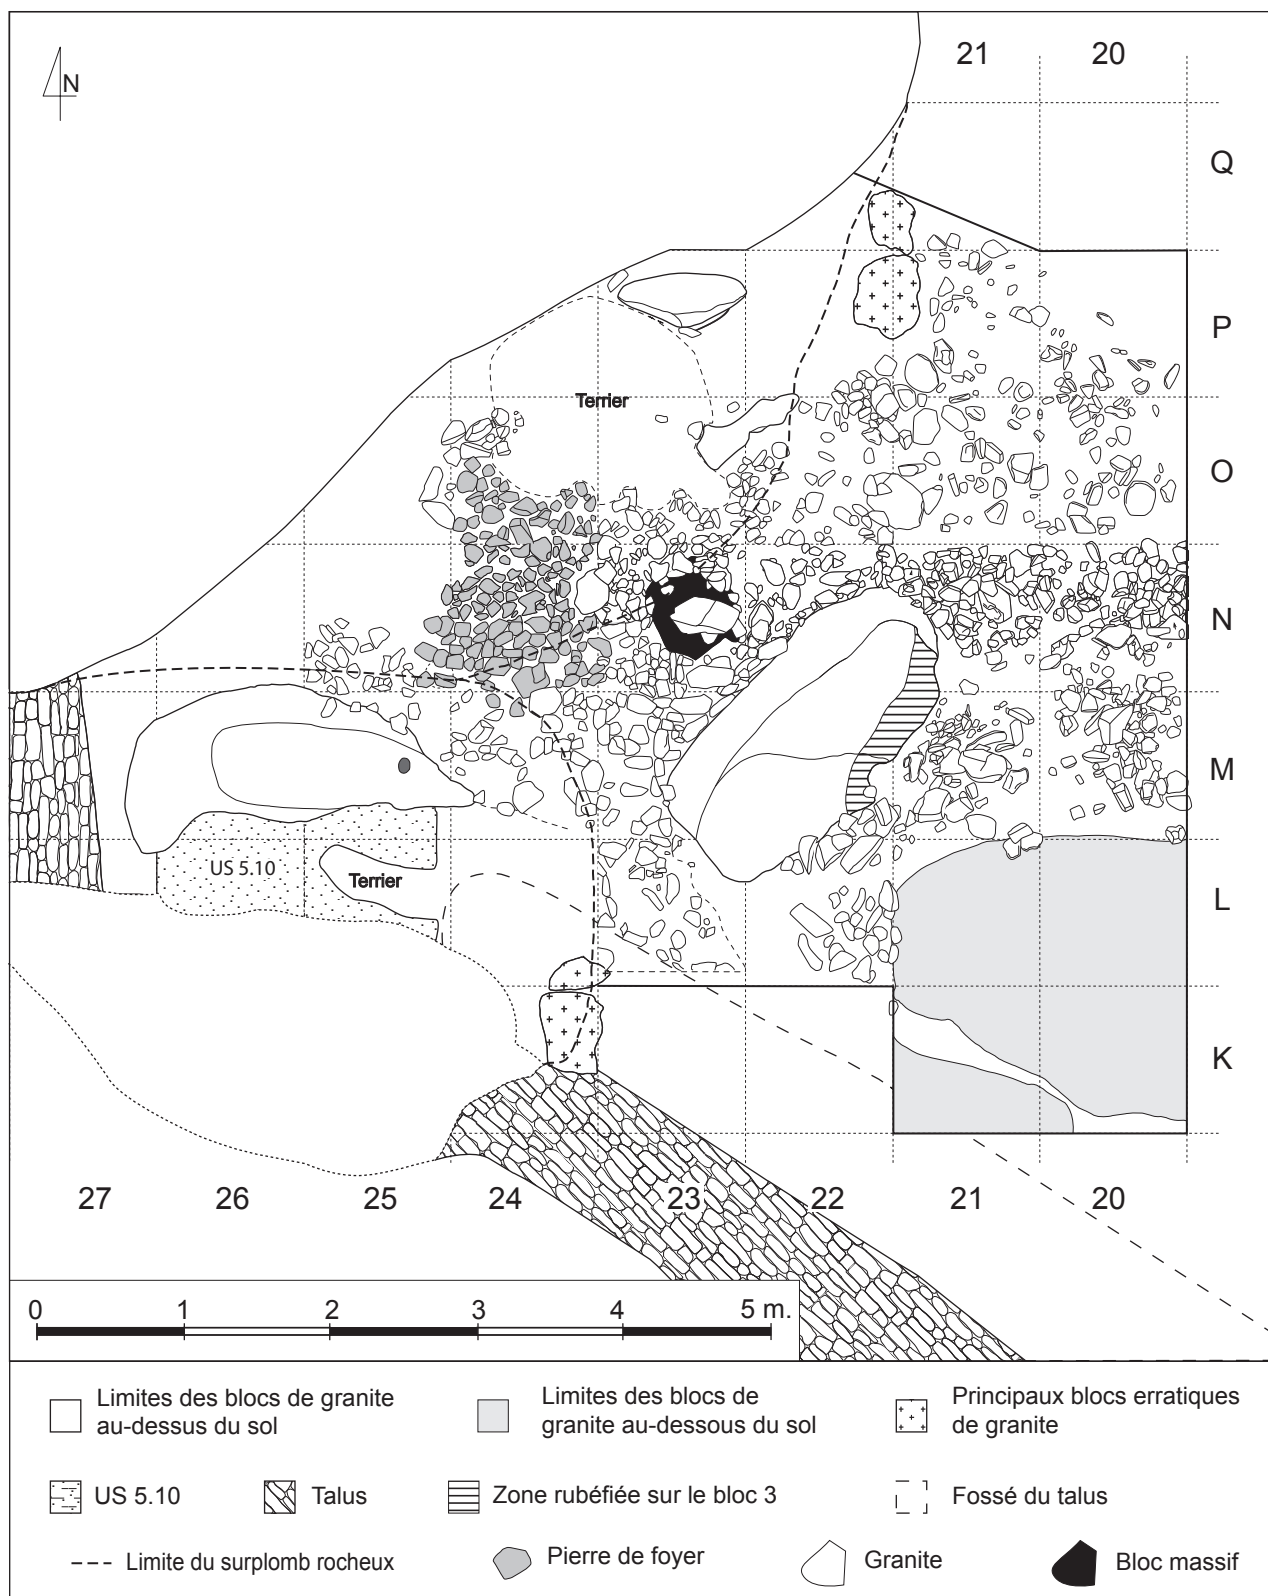 21 20
N
Q
P
Terrier
O
N
M
US 5.10
Terrier
L
K
27 26 25 24 23 22 21 20
0 1 2 3 4 5 m.
Limites des blocs de granite
au-dessus du sol
Limites des blocs de
granite au-dessous du sol
Principaux blocs erratiques
de granite
US 5.10
Talus
Zone rubéfiée sur le bloc 3
Fossé du talus
Limite du surplomb rocheux
Pierre de foyer
Granite
Bloc massif